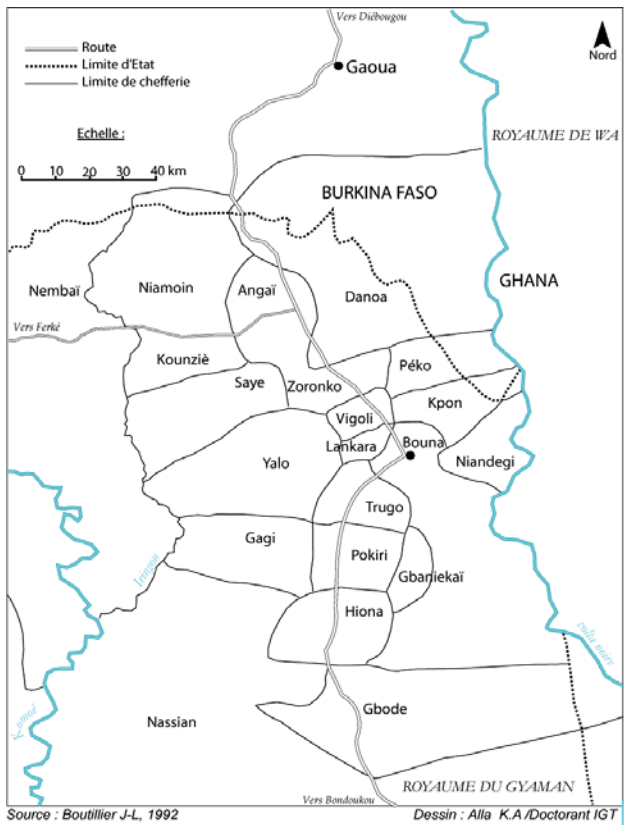 Vers Diébougou
Route
Limite d'Etat
Limite de chefferie
Gaoua
Nord
Echelle :
0 10 20 30 40 km
ROYAUME DE WA
BURKINA FASO
GHANA
Nembaï
Niamoin
Angaï
Danoa
Vers Ferké
Kounziè
Saye
Zoronko
Péko
Kpon
Vigoli
Lankara
Bouna
Niandegi
Yalo
Trugo
Gagi
Pokiri
Gbaniekaï
Iringou
Hiona
volta noire
Komoé
Nassian
Gbode
ROYAUME DU GYAMAN
Vers Bondoukou
Source : Boutillier J-L, 1992
Dessin : Alla K.A /Doctorant IGT